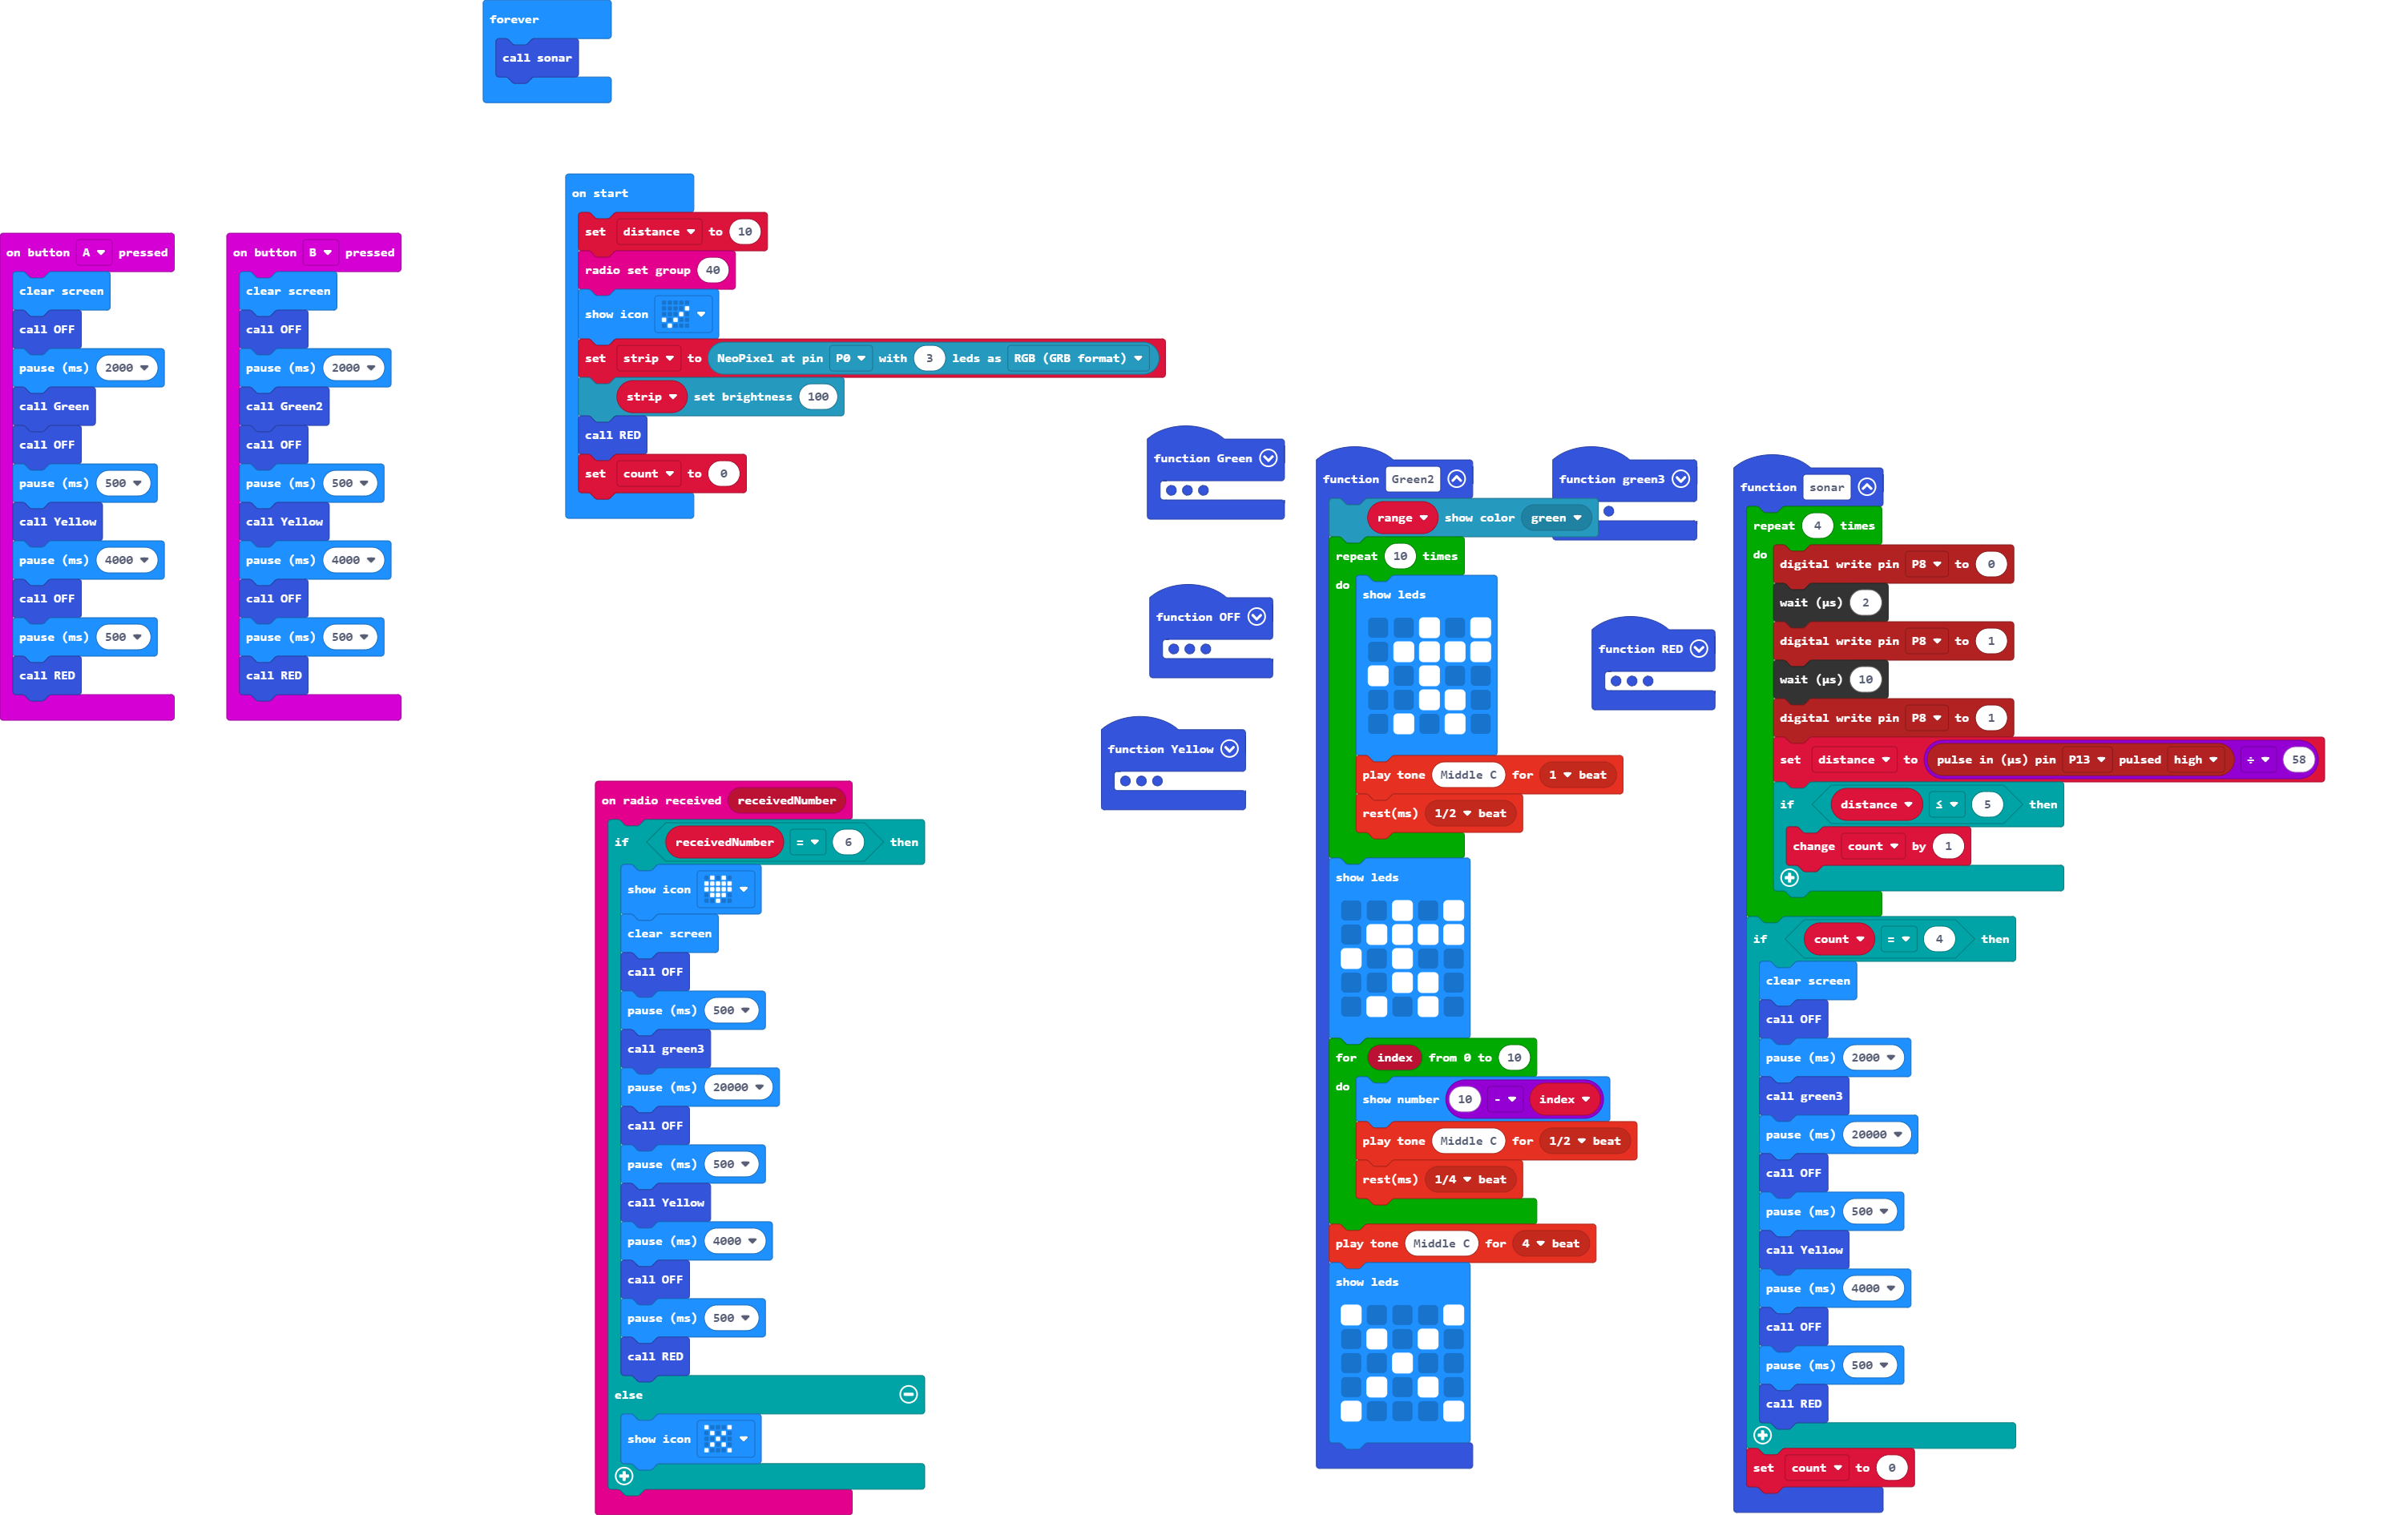 forever
call sonar
on start
set distance to 10
radio set group 40
show icon
set strip to NeoPixel at pin P0 with 3 leds as RGB (GRB format)
strip set brightness 100
call RED
set count to 0
on button A pressed
clear screen
call OFF
pause (ms) 2000
call Green
call OFF
pause (ms) 500
call Yellow
pause (ms) 4000
call OFF
pause (ms) 500
call RED
on button B pressed
clear screen
call OFF
pause (ms) 2000
call Green2
call OFF
pause (ms) 500
call Yellow
pause (ms) 4000
call OFF
pause (ms) 500
call RED
on radio received receivedNumber
if receivedNumber = 6 then
show icon
clear screen
call OFF
pause (ms) 500
call green3
pause (ms) 20000
call OFF
pause (ms) 500
call Yellow
pause (ms) 4000
call OFF
pause (ms) 500
call RED
else
show icon
function Green
function OFF
function Yellow
function Green2
range show color green
repeat 10 times
do
show leds
play tone Middle C for 1 beat
rest(ms) 1/2 beat
show leds
for index from 0 to 10
do
show number 10 - index
play tone Middle C for 1/2 beat
rest(ms) 1/4 beat
play tone Middle C for 4 beat
show leds
function green3
function RED
function sonar
repeat 4 times
do
digital write pin P8 to 0
wait (µs) 2
digital write pin P8 to 1
wait (µs) 10
digital write pin P8 to 1
set distance to pulse in (µs) pin P13 pulsed high ÷ 58
if distance ≤ 5 then
change count by 1
if count = 4 then
clear screen
call OFF
pause (ms) 2000
call green3
pause (ms) 20000
call OFF
pause (ms) 500
call Yellow
pause (ms) 4000
call OFF
pause (ms) 500
call RED
set count to 0